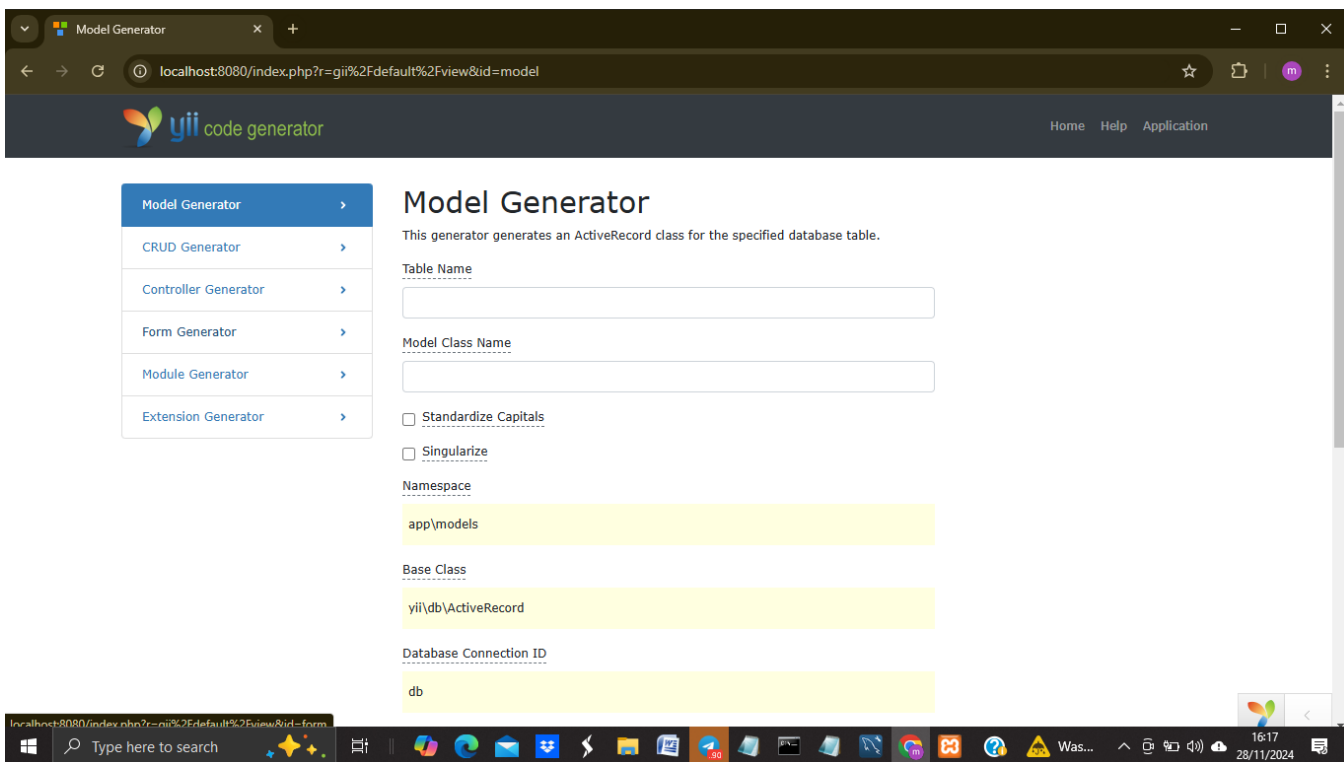 Model Generator
localhost:8080/index.php?r=gii%2Fdefault%2Fview&id=model
m
yii code generator
Home Help Application
Model Generator
CRUD Generator
Controller Generator
Form Generator
Module Generator
Extension Generator
Model Generator
This generator generates an ActiveRecord class for the specified database table.
Table Name
Model Class Name
Standardize Capitals
Singularize
Namespace
app\models
Base Class
yii\db\ActiveRecord
Database Connection ID
db
localhost:8080/index.php?r=gii%2Fdefault%2Fview&id=form
Type here to search
90
Was...
16:17
28/11/2024